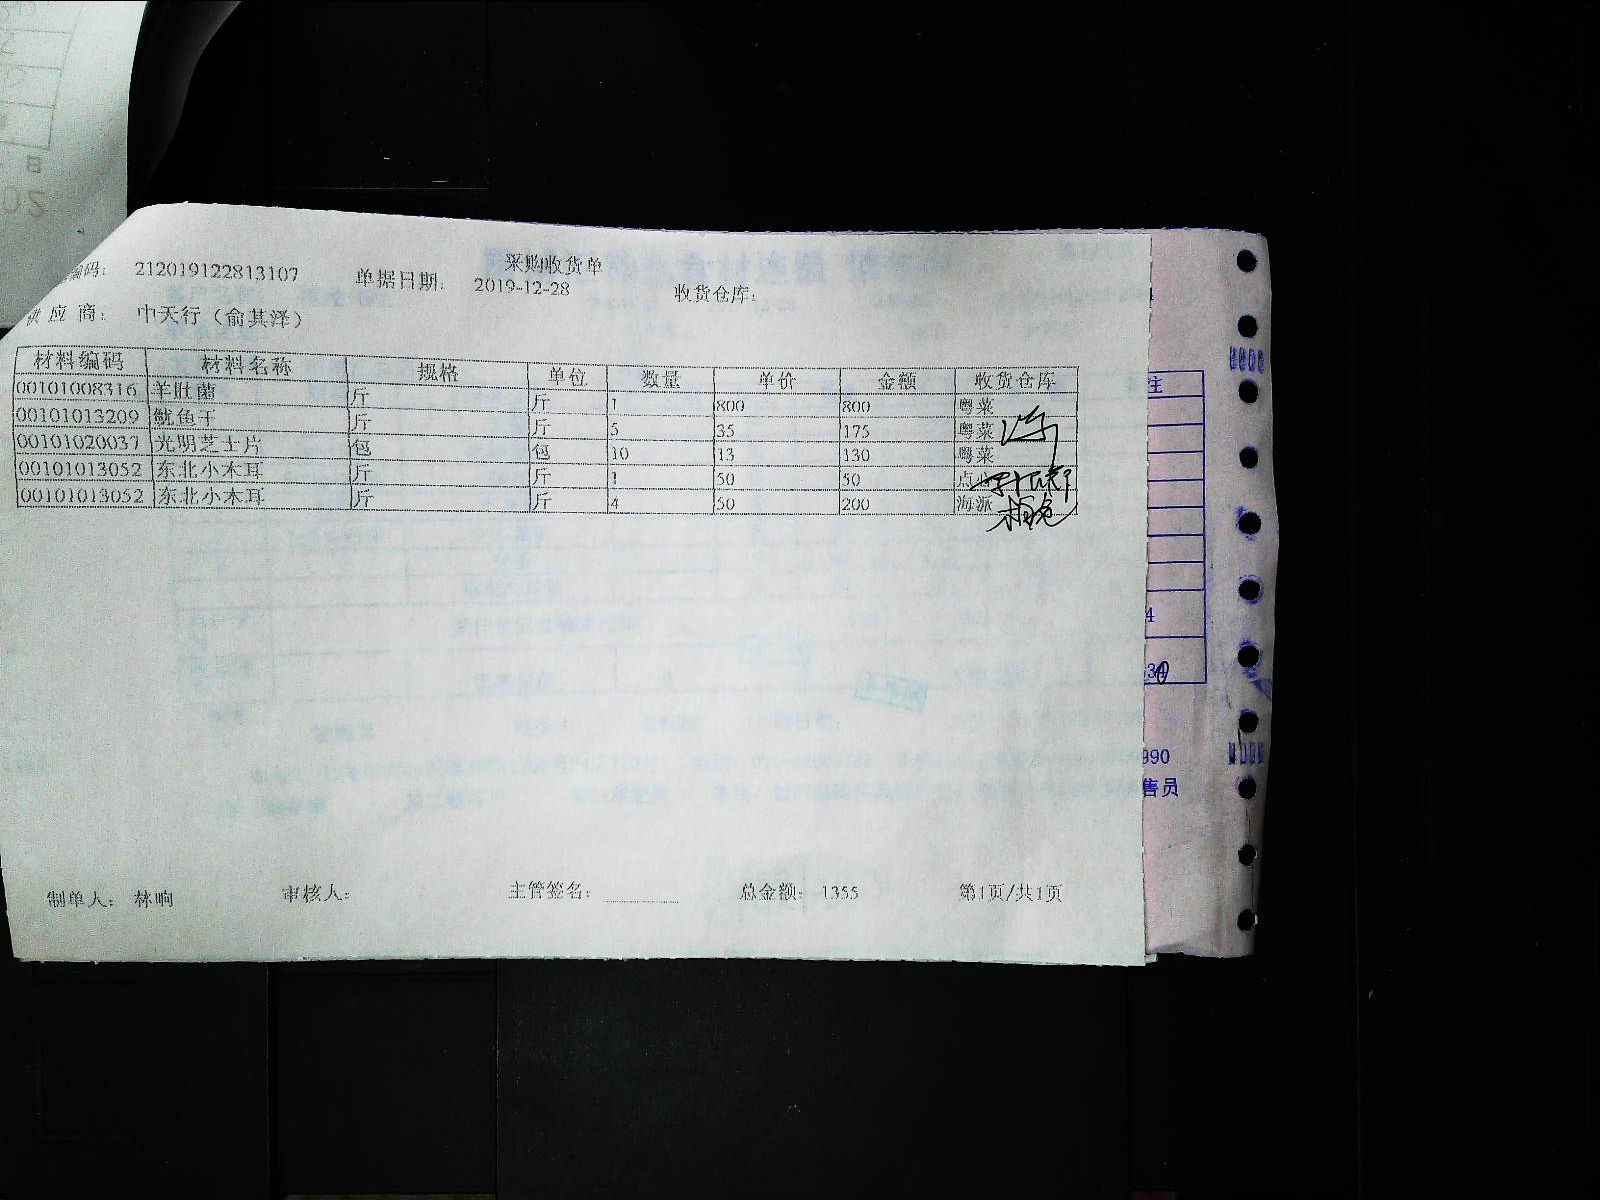 采购收货单
编码: 212019122813107 单据日期: 2019-12-28 收货仓库:
供应商: 中天行（俞其泽）
材料编码 材料名称 规格 单位 数量 单价 金额 收货仓库
00101008316 羊肚菌 斤 斤 1 800 800 粤菜
00101013209 鱿鱼干 斤 斤 5 35 175 粤菜
00101020037 光明芝士片 包 包 10 13 130 粤菜
00101013052 东北小木耳 斤 斤 1 50 50 点
00101013052 东北小木耳 斤 斤 4 50 200 海派
制单人: 林响 审核人: 主管签名: 总金额: 1355 第1页/共1页
注
4
990
售员